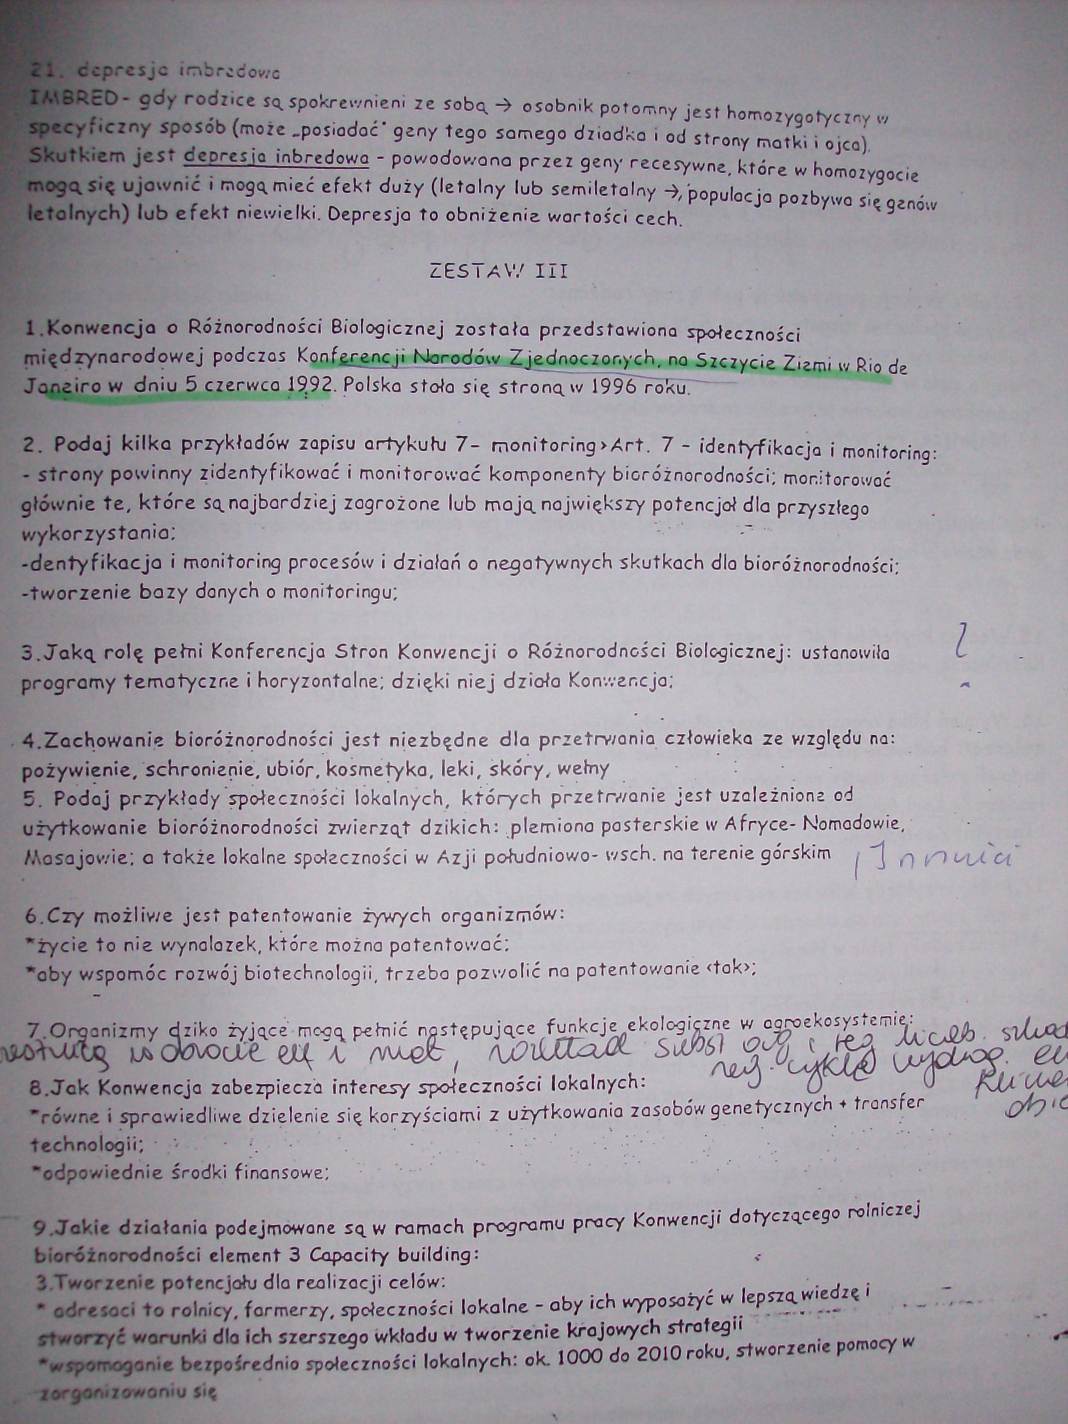 21. depresja imbredowa
IMBRED- gdy rodzice są spokrewnieni ze sobą → osobnik potomny jest homozygotyczny w
specyficzny sposób (może „posiadać" geny tego samego dziadka i od strony matki i ojca).
Skutkiem jest depresja inbredowa - powodowana przez geny recesywne, które w homozygocie
mogą się ujawnić i mogą mieć efekt duży (letalny lub semiletalny →, populacja pozbywa się genów
letalnych) lub efekt niewielki. Depresja to obniżenie wartości cech.
ZESTAW III
1.Konwencja o Różnorodności Biologicznej została przedstawiona społeczności
międzynarodowej podczas Konferencji Narodów Zjednoczonych, na Szczycie Ziemi w Rio de
Janeiro w dniu 5 czerwca 1992. Polska stała się stroną w 1996 roku.
2. Podaj kilka przykładów zapisu artykułu 7- monitoring>Art. 7 - identyfikacja i monitoring:
- strony powinny zidentyfikować i monitorować komponenty bioróżnorodności; monitorować
głównie te, które są najbardziej zagrożone lub mają największy potencjał dla przyszłego
wykorzystania;
-dentyfikacja i monitoring procesów i działań o negatywnych skutkach dla bioróżnorodności;
-tworzenie bazy danych o monitoringu;
3.Jaką rolę pełni Konferencja Stron Konwencji o Różnorodności Biologicznej: ustanowiła
programy tematyczne i horyzontalne; dzięki niej działa Konwencja;
4.Zachowanie bioróżnorodności jest niezbędne dla przetrwania człowieka ze względu na:
pożywienie, schronienie, ubiór, kosmetyka, leki, skóry, wełny
5. Podaj przykłady społeczności lokalnych, których przetrwanie jest uzależnione od
użytkowanie bioróżnorodności zwierząt dzikich: plemiona pasterskie w Afryce- Nomadowie,
Masajowie; a także lokalne społeczności w Azji południowo- wsch. na terenie górskim
6.Czy możliwe jest patentowanie żywych organizmów:
*życie to nie wynalazek, które można patentować;
*aby wspomóc rozwój biotechnologii, trzeba pozwolić na patentowanie <tak>;
7.Organizmy dziko żyjące mogą pełnić następujące funkcje ekologiczne w agroekosystemie:
w obrocie el i mat, rozkład subst org i reg liczeb. szkod
reg. cykle wydrog.
8.Jak Konwencja zabezpiecza interesy społeczności lokalnych:
*równe i sprawiedliwe dzielenie się korzyściami z użytkowania zasobów genetycznych + transfer
technologii;
*odpowiednie środki finansowe;
9.Jakie działania podejmowane są w ramach programu pracy Konwencji dotyczącego rolniczej
bioróżnorodności element 3 Capacity building:
3.Tworzenie potencjału dla realizacji celów:
* adresaci to rolnicy, farmerzy, społeczności lokalne - aby ich wyposażyć w lepszą wiedzę i
stworzyć warunki dla ich szerszego wkładu w tworzenie krajowych strategii
*wspomaganie bezpośrednio społeczności lokalnych: ok. 1000 do 2010 roku, stworzenie pomocy w
zorganizowaniu się